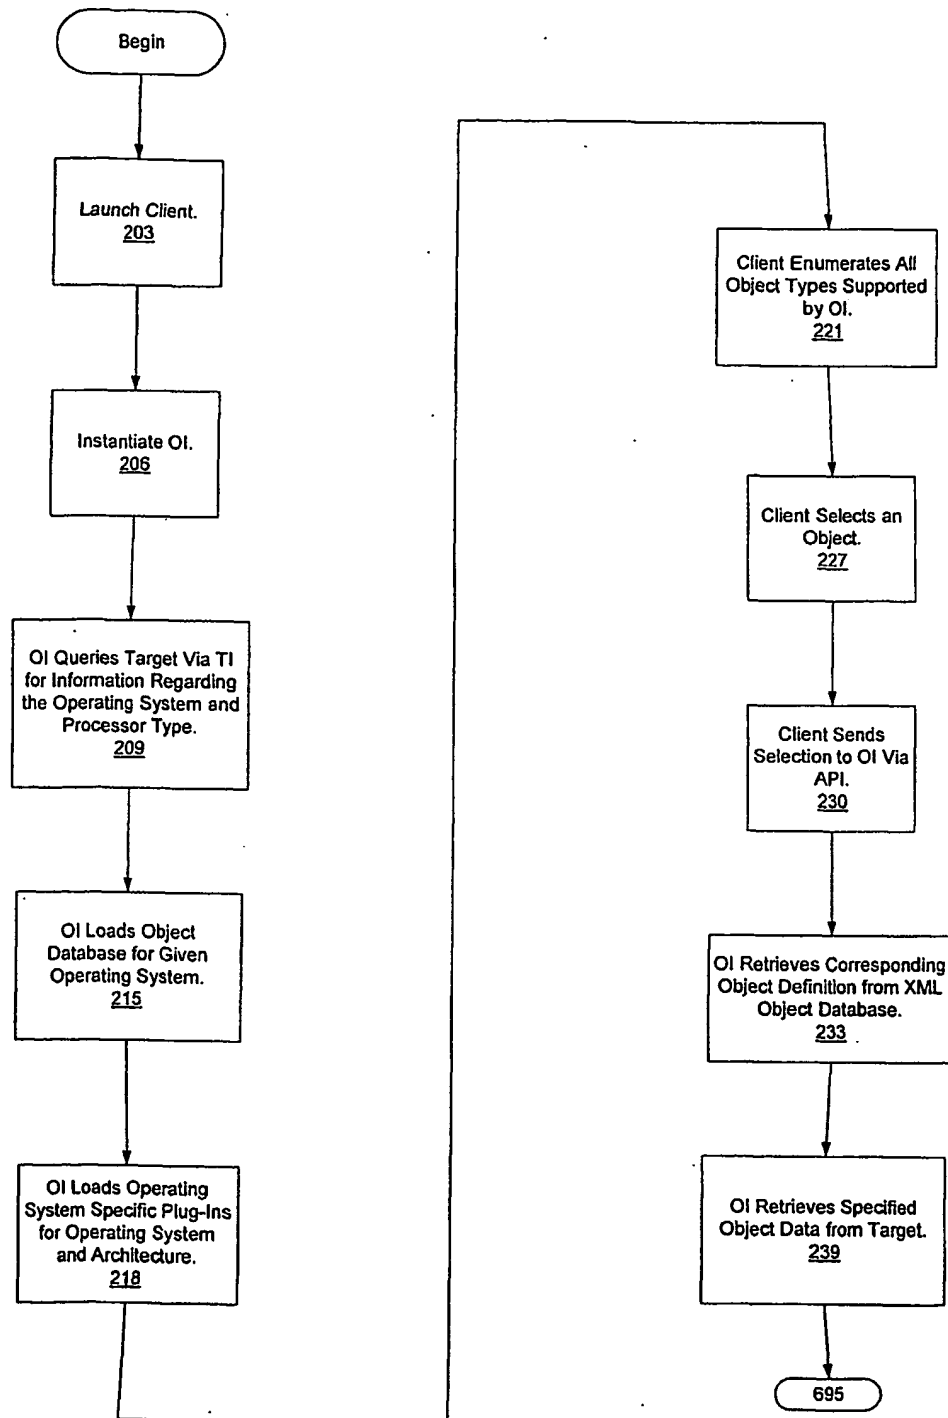 Begin
Launch Client.
203
Instantiate OI.
206
OI Queries Target Via TI
for Information Regarding
the Operating System and
Processor Type.
209
OI Loads Object
Database for Given
Operating System.
215
OI Loads Operating
System Specific Plug-Ins
for Operating System
and Architecture.
218
Client Enumerates All
Object Types Supported
by OI.
221
Client Selects an
Object.
227
Client Sends
Selection to OI Via
API.
230
OI Retrieves Corresponding
Object Definition from XML
Object Database.
233
OI Retrieves Specified
Object Data from Target.
239
695